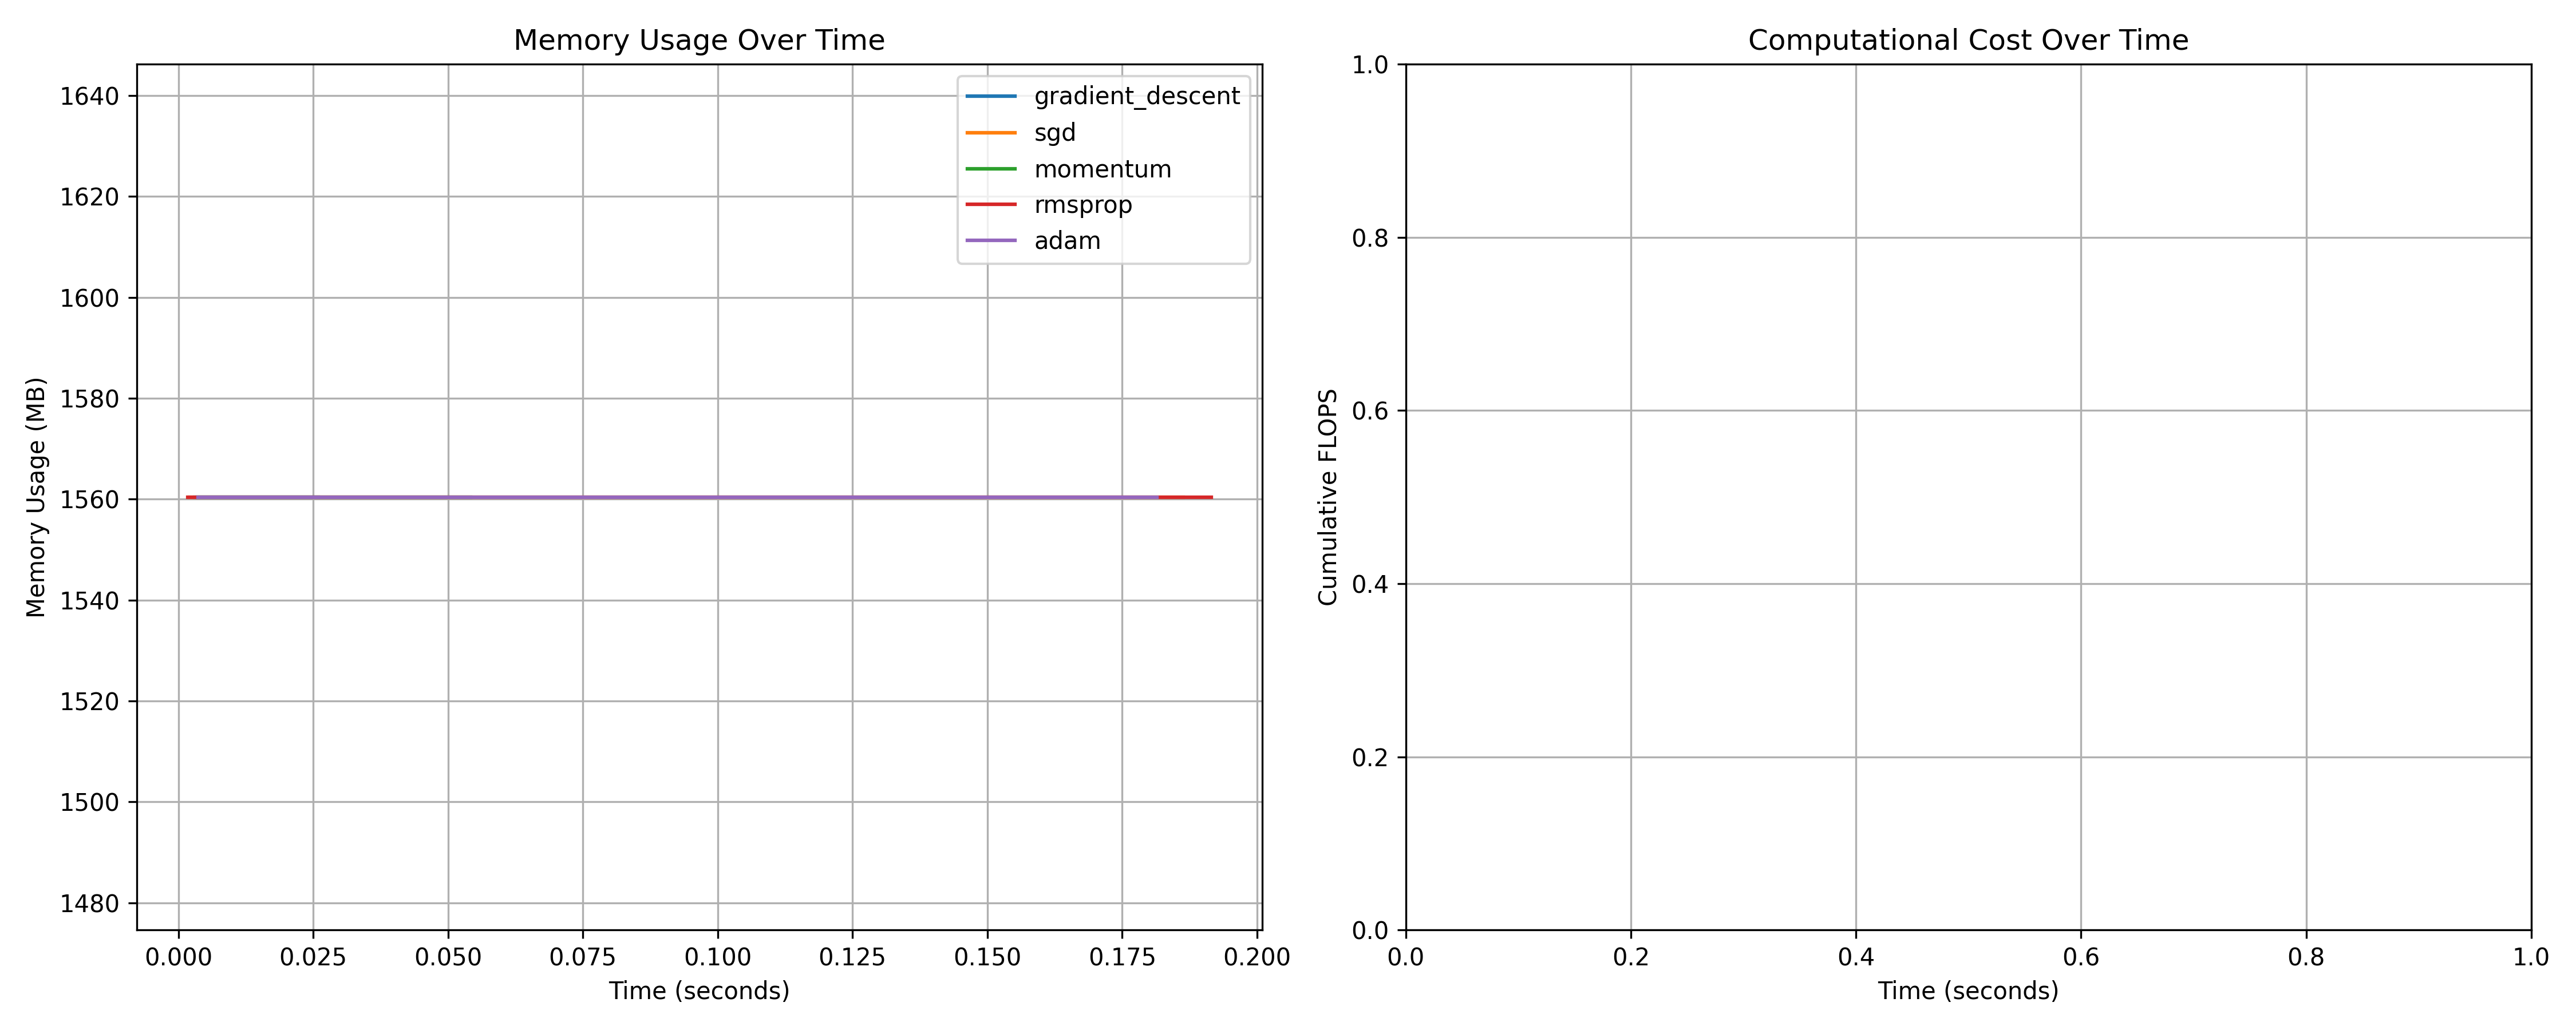 Memory Usage Over Time
Memory Usage (MB)
1640
1620
1600
1580
1560
1540
1520
1500
1480
0.000 0.025 0.050 0.075 0.100 0.125 0.150 0.175 0.200
Time (seconds)
gradient_descent
sgd
momentum
rmsprop
adam
Computational Cost Over Time
Cumulative FLOPS
1.0
0.8
0.6
0.4
0.2
0.0
0.0 0.2 0.4 0.6 0.8 1.0
Time (seconds)